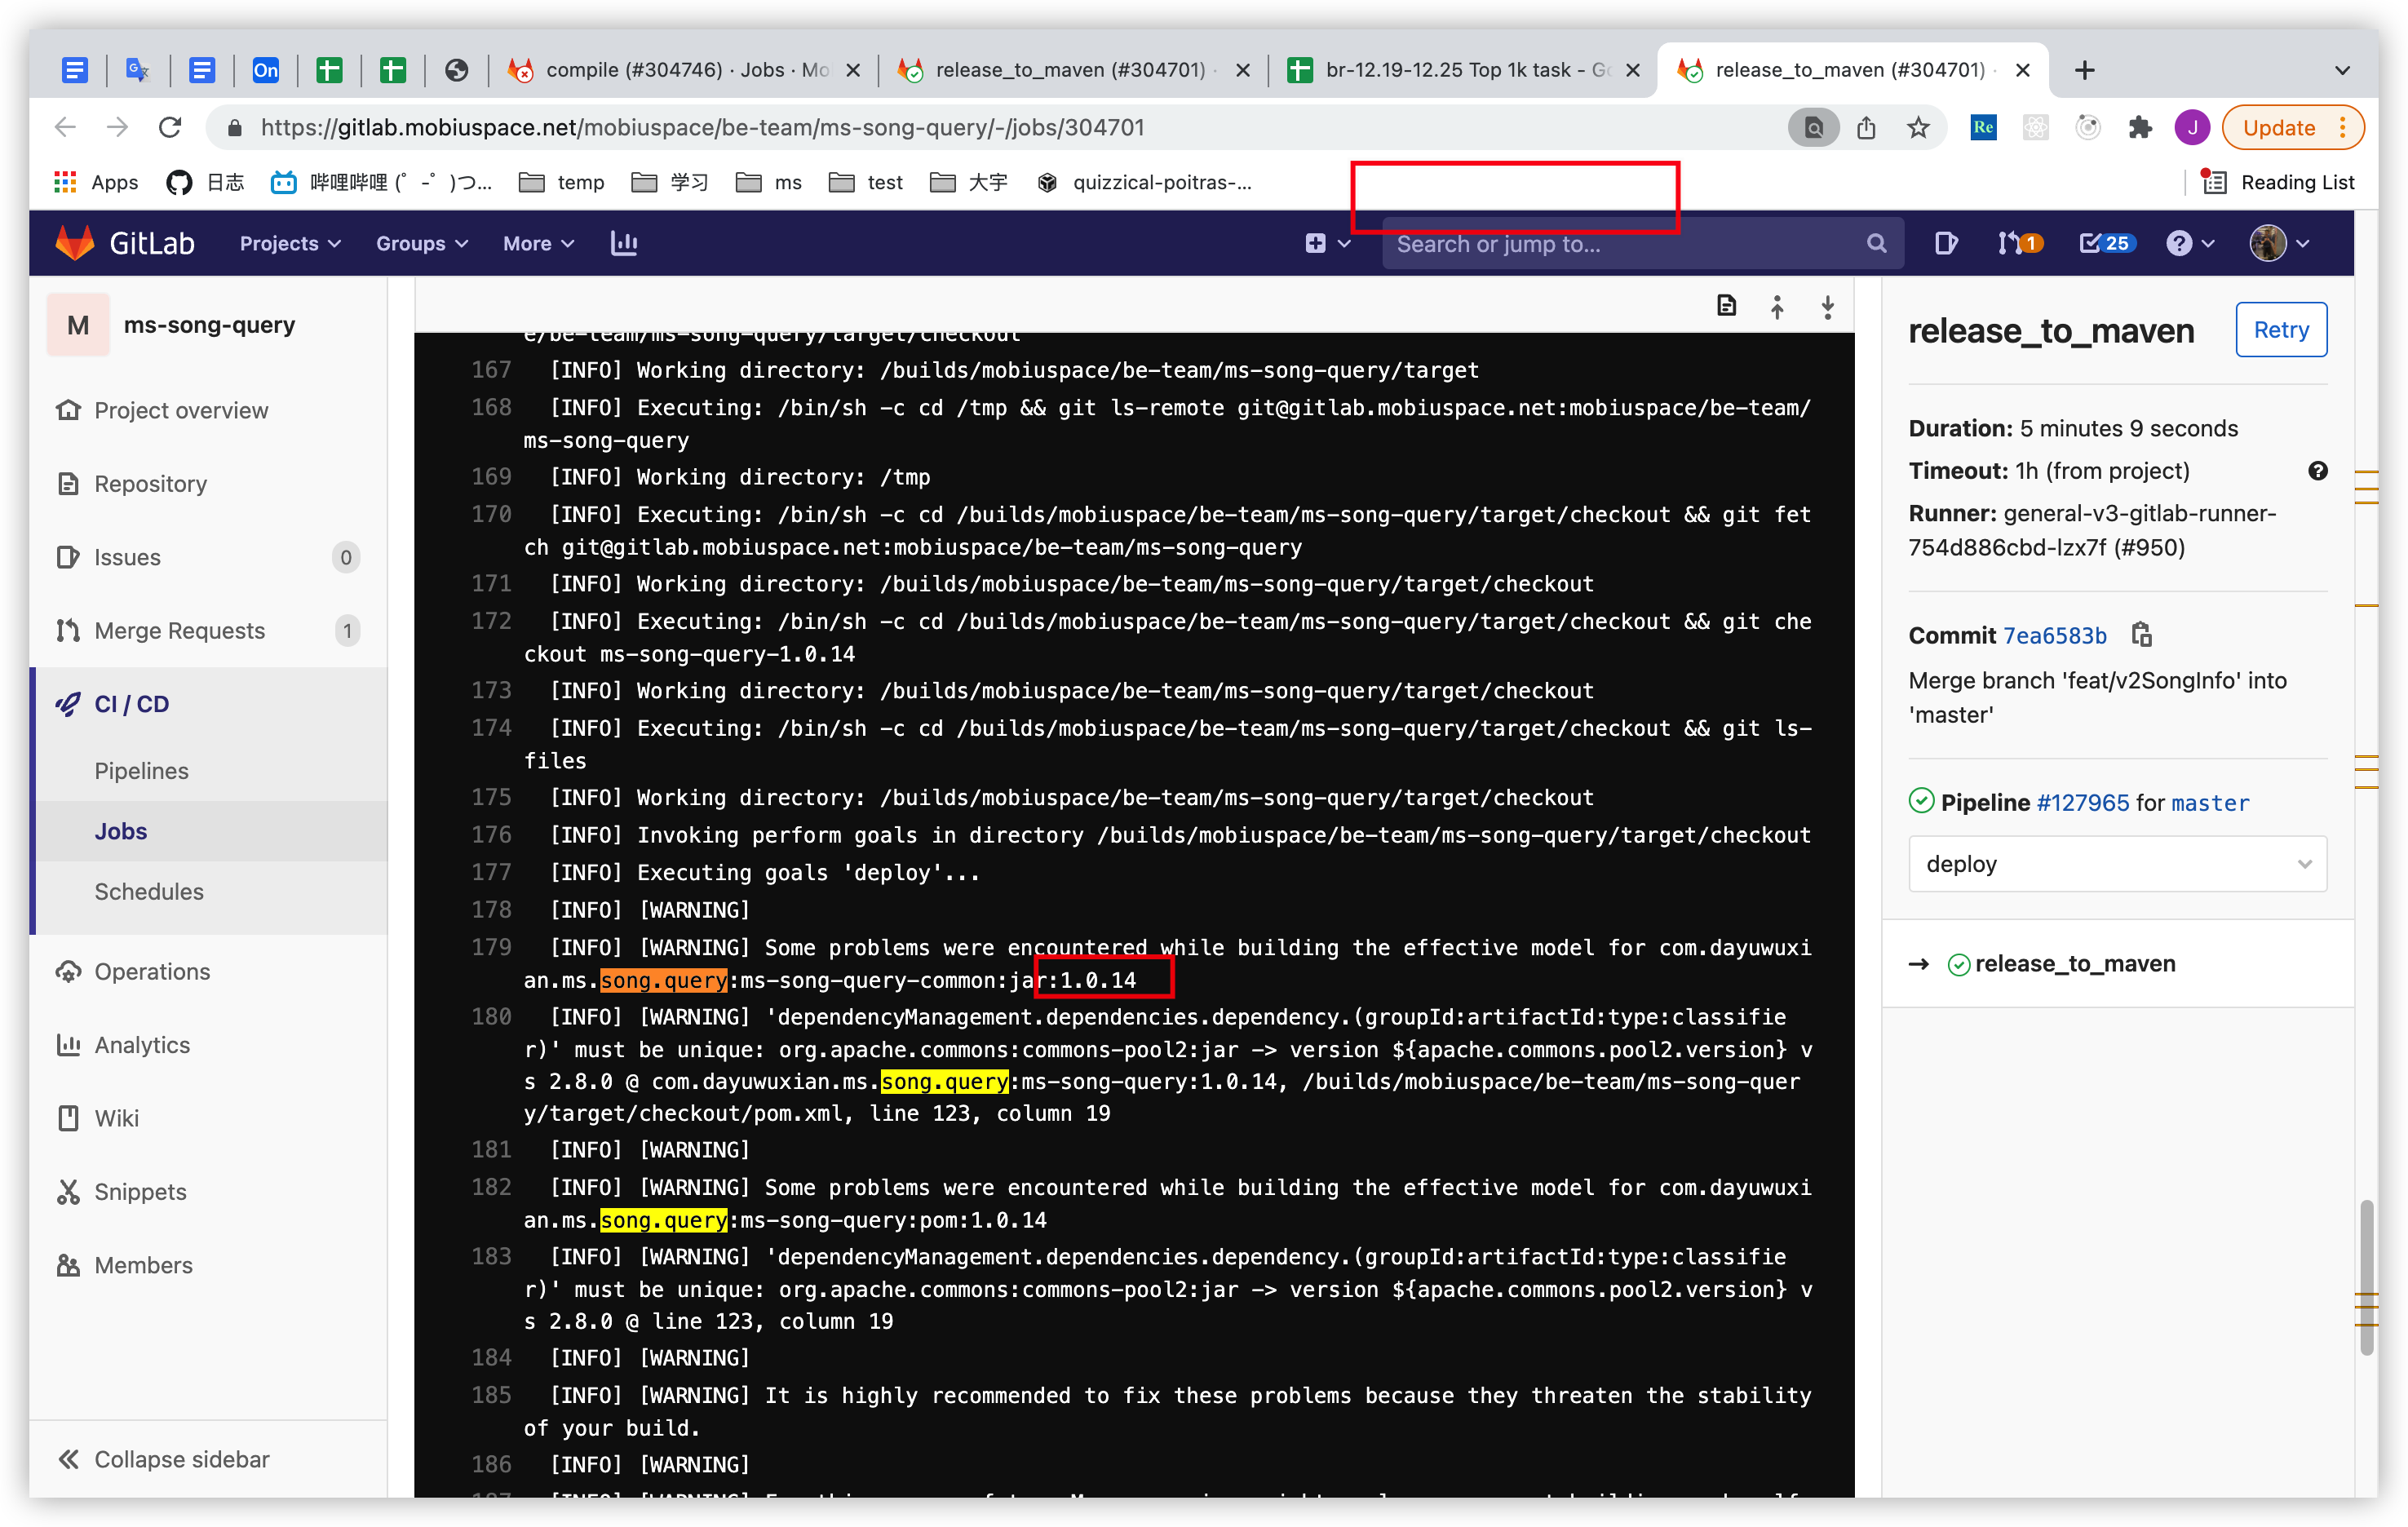 On
compile (#304746) · Jobs · Mo
release_to_maven (#304701) ·
br-12.19-12.25 Top 1k task - Go
release_to_maven (#304701) ·
https://gitlab.mobiuspace.net/mobiuspace/be-team/ms-song-query/-/jobs/304701
Re
J
Update
Apps
日志
哔哩哔哩 (゜-゜)つ...
temp
学习
ms
test
大宇
quizzical-poitras-...
Reading List
GitLab
Projects
Groups
More
Search or jump to...
1
25
M
ms-song-query
Project overview
Repository
Issues
0
Merge Requests
1
CI / CD
Pipelines
Jobs
Schedules
Operations
Analytics
Wiki
Snippets
Members
Collapse sidebar
e/be-team/ms-song-query/target/checkout
167 [INFO] Working directory: /builds/mobiuspace/be-team/ms-song-query/target
168 [INFO] Executing: /bin/sh -c cd /tmp && git ls-remote git@gitlab.mobiuspace.net:mobiuspace/be-team/
ms-song-query
169 [INFO] Working directory: /tmp
170 [INFO] Executing: /bin/sh -c cd /builds/mobiuspace/be-team/ms-song-query/target/checkout && git fet
ch git@gitlab.mobiuspace.net:mobiuspace/be-team/ms-song-query
171 [INFO] Working directory: /builds/mobiuspace/be-team/ms-song-query/target/checkout
172 [INFO] Executing: /bin/sh -c cd /builds/mobiuspace/be-team/ms-song-query/target/checkout && git che
ckout ms-song-query-1.0.14
173 [INFO] Working directory: /builds/mobiuspace/be-team/ms-song-query/target/checkout
174 [INFO] Executing: /bin/sh -c cd /builds/mobiuspace/be-team/ms-song-query/target/checkout && git ls-
files
175 [INFO] Working directory: /builds/mobiuspace/be-team/ms-song-query/target/checkout
176 [INFO] Invoking perform goals in directory /builds/mobiuspace/be-team/ms-song-query/target/checkout
177 [INFO] Executing goals 'deploy'...
178 [INFO] [WARNING]
179 [INFO] [WARNING] Some problems were encountered while building the effective model for com.dayuwuxi
an.ms.song.query:ms-song-query-common:jar:1.0.14
180 [INFO] [WARNING] 'dependencyManagement.dependencies.dependency.(groupId:artifactId:type:classifie
r)' must be unique: org.apache.commons:commons-pool2:jar -> version ${apache.commons.pool2.version} v
s 2.8.0 @ com.dayuwuxian.ms.song.query:ms-song-query:1.0.14, /builds/mobiuspace/be-team/ms-song-quer
y/target/checkout/pom.xml, line 123, column 19
181 [INFO] [WARNING]
182 [INFO] [WARNING] Some problems were encountered while building the effective model for com.dayuwuxi
an.ms.song.query:ms-song-query:pom:1.0.14
183 [INFO] [WARNING] 'dependencyManagement.dependencies.dependency.(groupId:artifactId:type:classifie
r)' must be unique: org.apache.commons:commons-pool2:jar -> version ${apache.commons.pool2.version} v
s 2.8.0 @ line 123, column 19
184 [INFO] [WARNING]
185 [INFO] [WARNING] It is highly recommended to fix these problems because they threaten the stability
of your build.
186 [INFO] [WARNING]
release_to_maven
Retry
Duration: 5 minutes 9 seconds
Timeout: 1h (from project)
Runner: general-v3-gitlab-runner-
754d886cbd-lzx7f (#950)
Commit 7ea6583b
Merge branch 'feat/v2SongInfo' into
'master'
Pipeline #127965 for master
deploy
release_to_maven